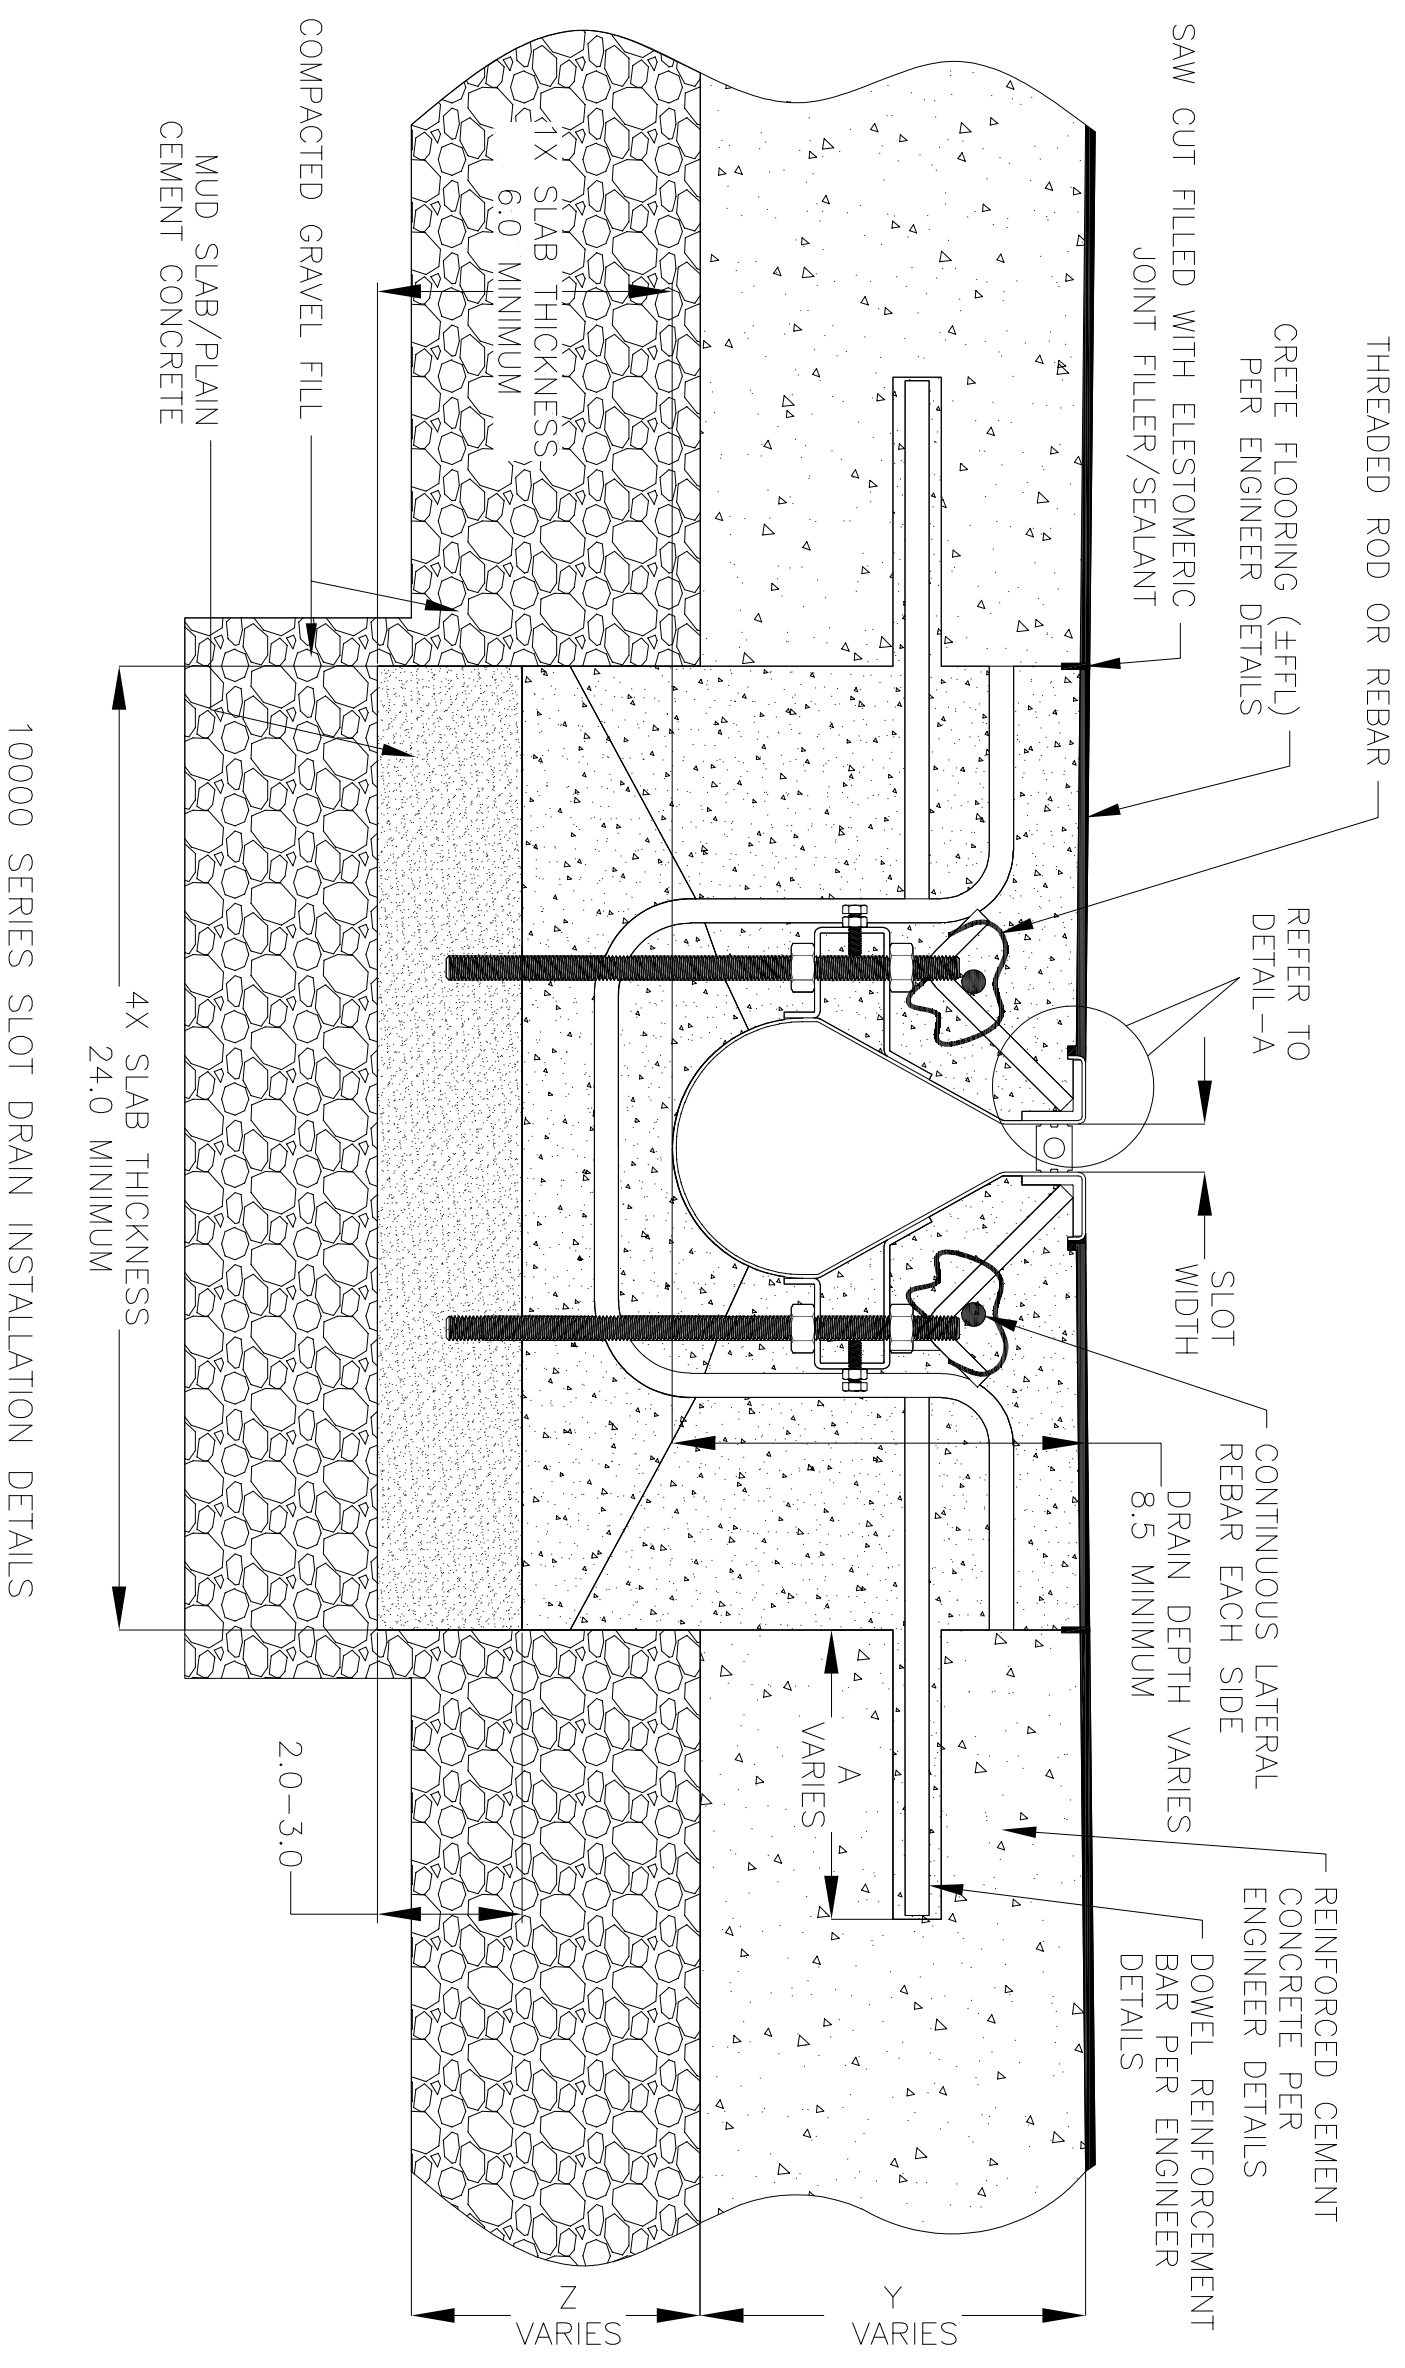 THREADED ROD OR REBAR
CRETE FLOORING (±FFL)
PER ENGINEER DETAILS
SAW CUT FILLED WITH ELESTOMERIC
JOINT FILLER/SEALANT
REFER TO
DETAIL-A
SLOT
WIDTH
CONTINUOUS LATERAL
REBAR EACH SIDE
DRAIN DEPTH VARIES
8.5 MINIMUM
REINFORCED CEMENT
CONCRETE PER
ENGINEER DETAILS
DOWEL REINFORCEMENT
BAR PER ENGINEER
DETAILS
Y
VARIES
Z
VARIES
A
VARIES
1X SLAB THICKNESS
6.0 MINIMUM
COMPACTED GRAVEL FILL
MUD SLAB/PLAIN
CEMENT CONCRETE
2.0-3.0
4X SLAB THICKNESS
24.0 MINIMUM
10000 SERIES SLOT DRAIN INSTALLATION DETAILS